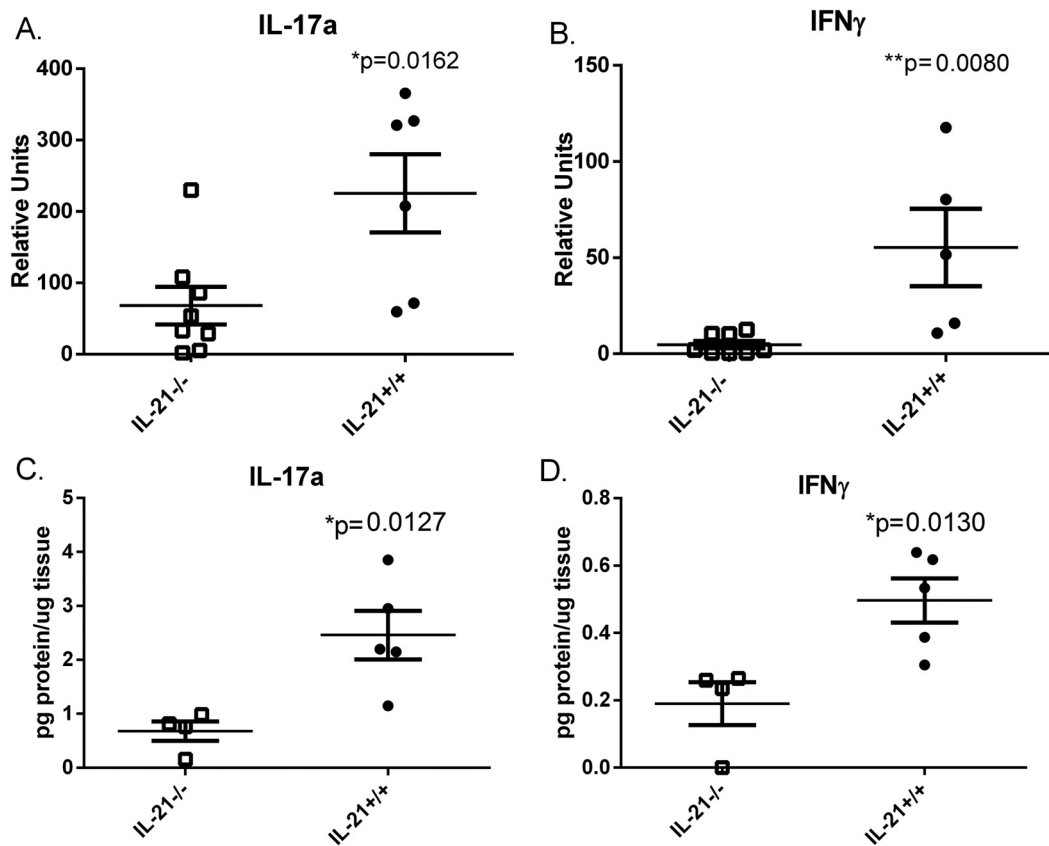 A.
IL-17a
*p=0.0162
400
300
200
100
0
Relative Units
IL-21-/-
IL-21+/+
B.
IFNγ
**p=0.0080
150
100
50
0
Relative Units
IL-21-/-
IL-21+/+
C.
IL-17a
*p=0.0127
5
4
3
2
1
0
pg protein/ug tissue
IL-21-/-
IL-21+/+
D.
IFNγ
*p=0.0130
0.8
0.6
0.4
0.2
0.0
pg protein/ug tissue
IL-21-/-
IL-21+/+